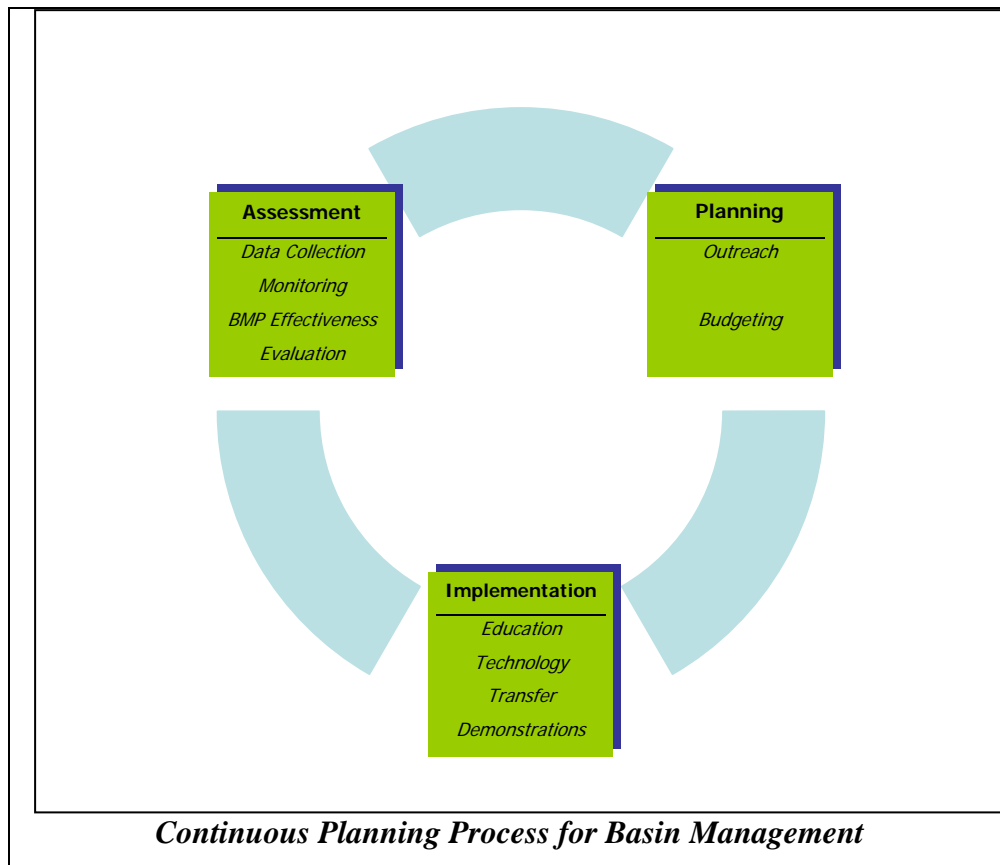 Assessment
Data Collection
Monitoring
BMP Effectiveness
Evaluation
Planning
Outreach
Budgeting
Implementation
Education
Technology
Transfer
Demonstrations
Continuous Planning Process for Basin Management